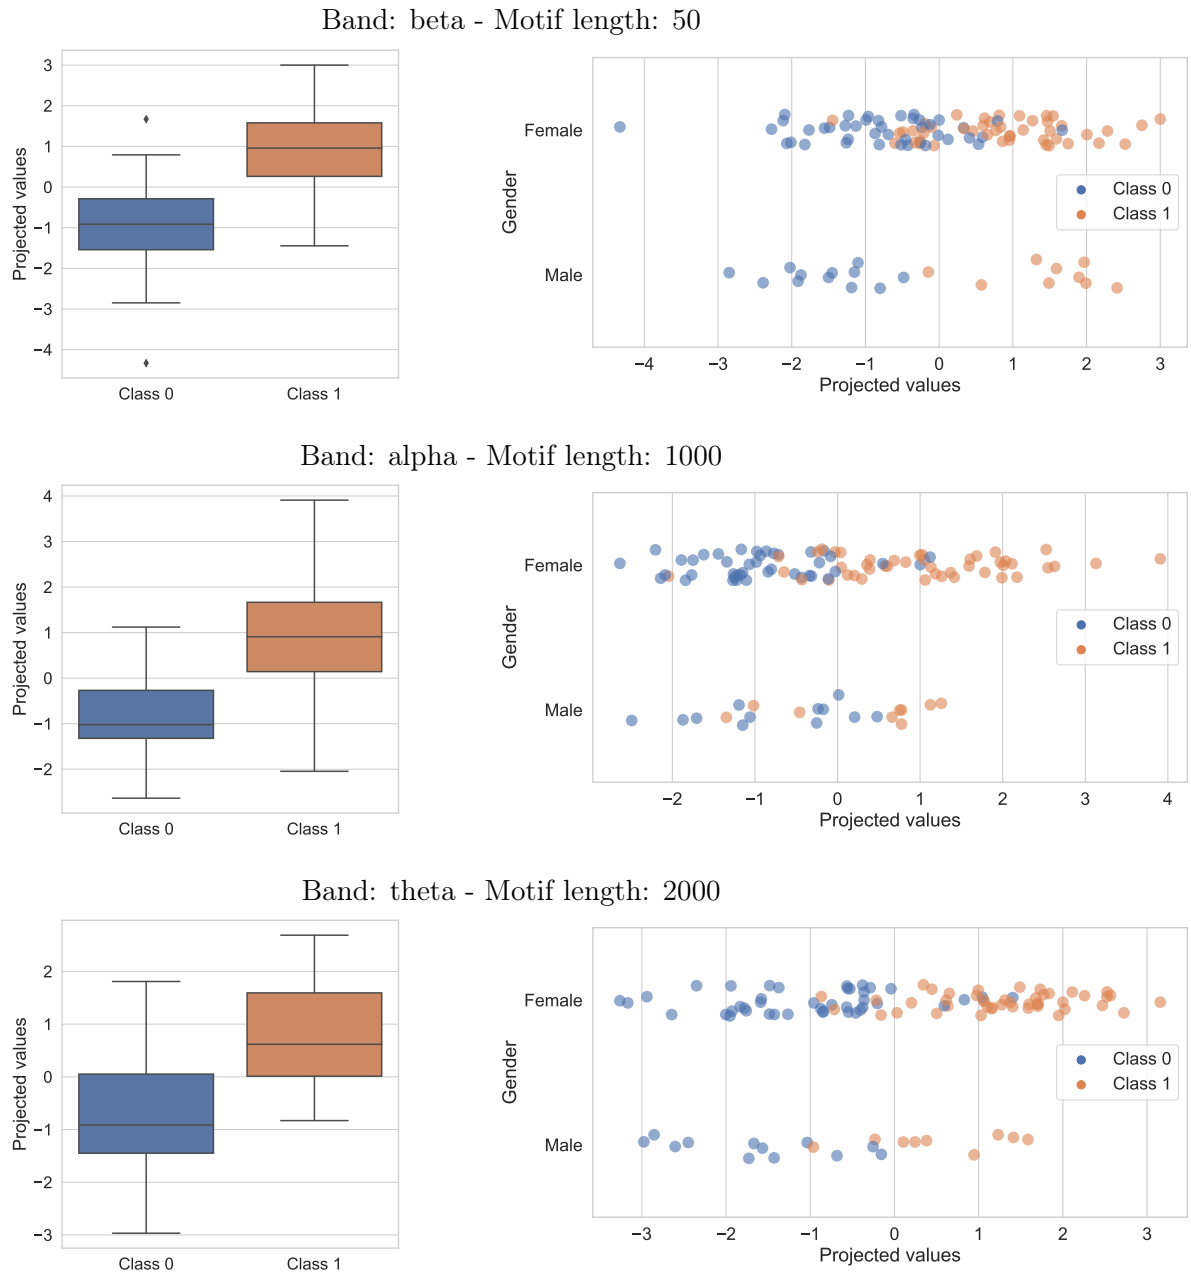 Band: beta - Motif length: 50
Projected values
3
2
1
0
−1
−2
−3
−4
Class 0
Class 1
Gender
Female
Male
Class 0
Class 1
−4
−3
−2
−1
0
1
2
3
Projected values
Band: alpha - Motif length: 1000
Projected values
4
3
2
1
0
−1
−2
Class 0
Class 1
Gender
Female
Male
Class 0
Class 1
−2
−1
0
1
2
3
4
Projected values
Band: theta - Motif length: 2000
Projected values
2
1
0
−1
−2
−3
Class 0
Class 1
Gender
Female
Male
Class 0
Class 1
−3
−2
−1
0
1
2
3
Projected values